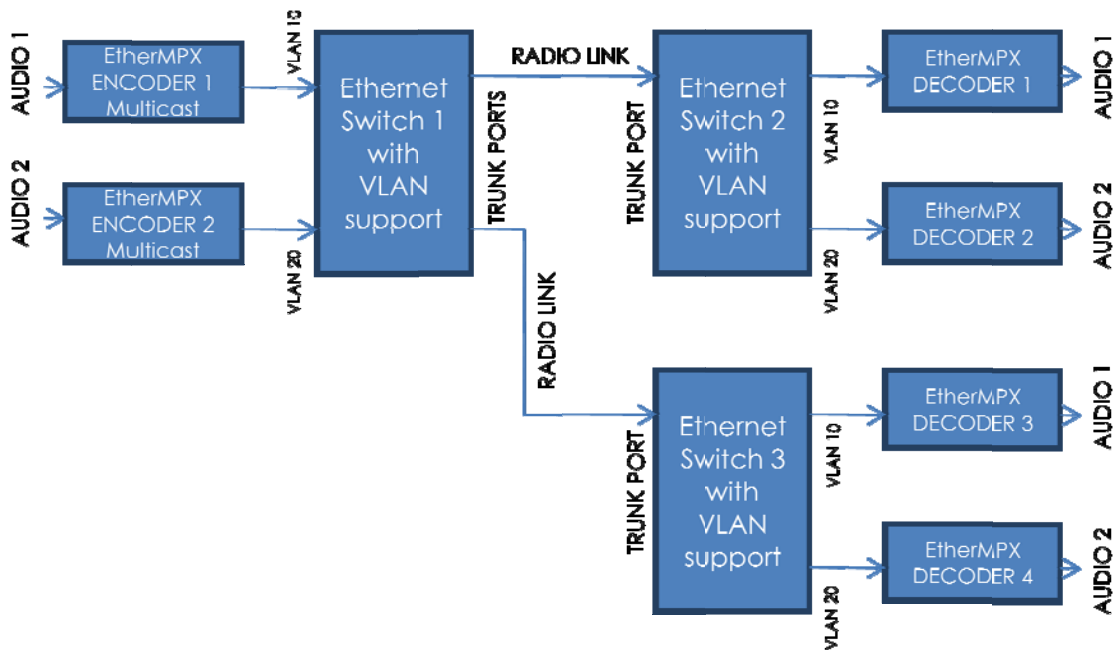 AUDIO 1
EtherMPX
ENCODER 1
Multicast
VLAN 10
AUDIO 2
EtherMPX
ENCODER 2
Multicast
VLAN 20
Ethernet
Switch 1
with
VLAN
support
TRUNK PORTS
RADIO LINK
RADIO LINK
TRUNK PORT
Ethernet
Switch 2
with
VLAN
support
VLAN 10
EtherMPX
DECODER 1
AUDIO 1
VLAN 20
EtherMPX
DECODER 2
AUDIO 2
TRUNK PORT
Ethernet
Switch 3
with
VLAN
support
VLAN 10
EtherMPX
DECODER 3
AUDIO 1
VLAN 20
EtherMPX
DECODER 4
AUDIO 2